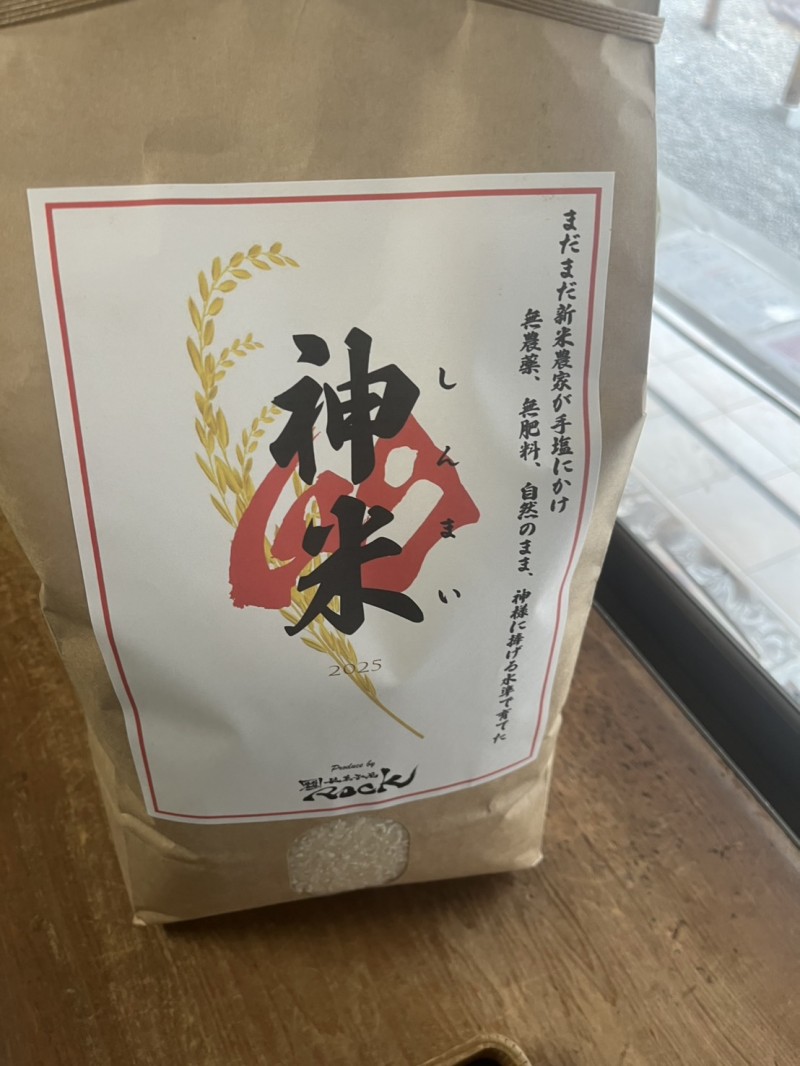 まだまだ新米農家が手塩にかけ
無農薬、無肥料、自然のまま、神様に捧げる水準で育てた
神米
しんまい
2025
Produce by
ROCK